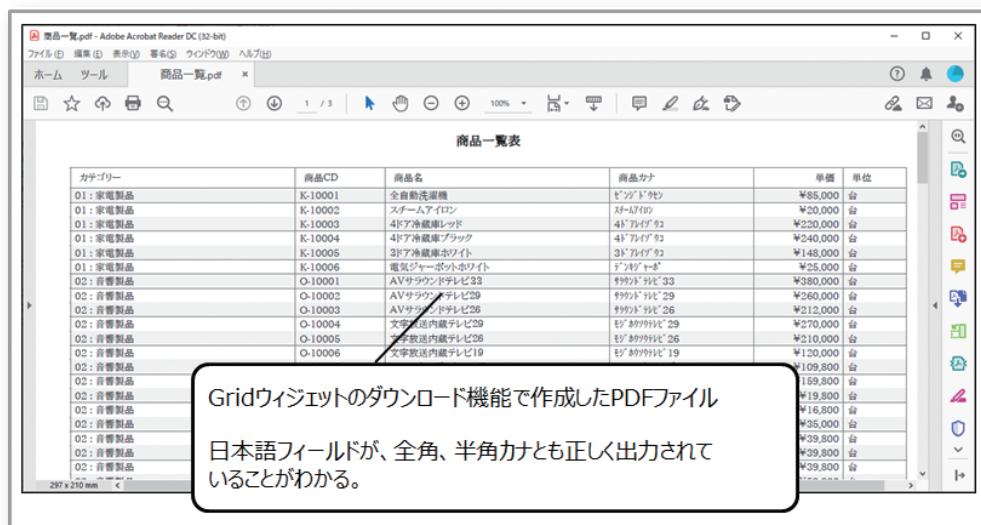 商品一覧.pdf - Adobe Acrobat Reader DC (32-bit)
ファイル(F) 編集(E) 表示(V) 署名(S) ウィンドウ(W) ヘルプ(H)
ホーム ツール 商品一覧.pdf ×
1 / 3 100%
商品一覧表
カテゴリー 商品CD 商品名 商品カナ 単価 単位
01：家電製品 K-10001 全自動洗濯機 ｾﾞﾝｼﾞﾄﾞｳｾﾝ ¥85,000 台
01：家電製品 K-10002 スチームアイロン ｽﾁｰﾑｱｲﾛﾝ ¥20,000 台
01：家電製品 K-10003 4ドア冷蔵庫レッド 4ﾄﾞｱﾚｲｿﾞｳｺ ¥220,000 台
01：家電製品 K-10004 4ドア冷蔵庫ブラック 4ﾄﾞｱﾚｲｿﾞｳｺ ¥240,000 台
01：家電製品 K-10005 3ドア冷蔵庫ホワイト 3ﾄﾞｱﾚｲｿﾞｳｺ ¥148,000 台
01：家電製品 K-10006 電気ジャーポットホワイト ﾃﾞﾝｷｼﾞｬｰﾎﾟ ¥25,000 台
02：音響製品 O-10001 AVサラウンドテレビ33 ｻﾗｳﾝﾄﾞﾃﾚﾋﾞ33 ¥380,000 台
02：音響製品 O-10002 AVサラウンドテレビ29 ｻﾗｳﾝﾄﾞﾃﾚﾋﾞ29 ¥260,000 台
02：音響製品 O-10003 AVサラウンドテレビ26 ｻﾗｳﾝﾄﾞﾃﾚﾋﾞ26 ¥212,000 台
02：音響製品 O-10004 文字放送内蔵テレビ29 ﾓｼﾞﾎｳｿｳﾃﾚﾋﾞ29 ¥270,000 台
02：音響製品 O-10005 文字放送内蔵テレビ26 ﾓｼﾞﾎｳｿｳﾃﾚﾋﾞ26 ¥210,000 台
02：音響製品 O-10006 文字放送内蔵テレビ19 ﾓｼﾞﾎｳｿｳﾃﾚﾋﾞ19 ¥120,000 台
02：音響製品 ¥109,800 台
02：音響製品 ¥159,800 台
02：音響製品 ¥19,800 台
02：音響製品 ¥16,800 台
02：音響製品 ¥35,000 台
02：音響製品 ¥39,800 台
02：音響製品 ¥39,800 台
02：音響製品 ¥39,800 台
297 x 210 mm
Gridウィジェットのダウンロード機能で作成したPDFファイル
日本語フィールドが、全角、半角カナとも正しく出力されて
いることがわかる。